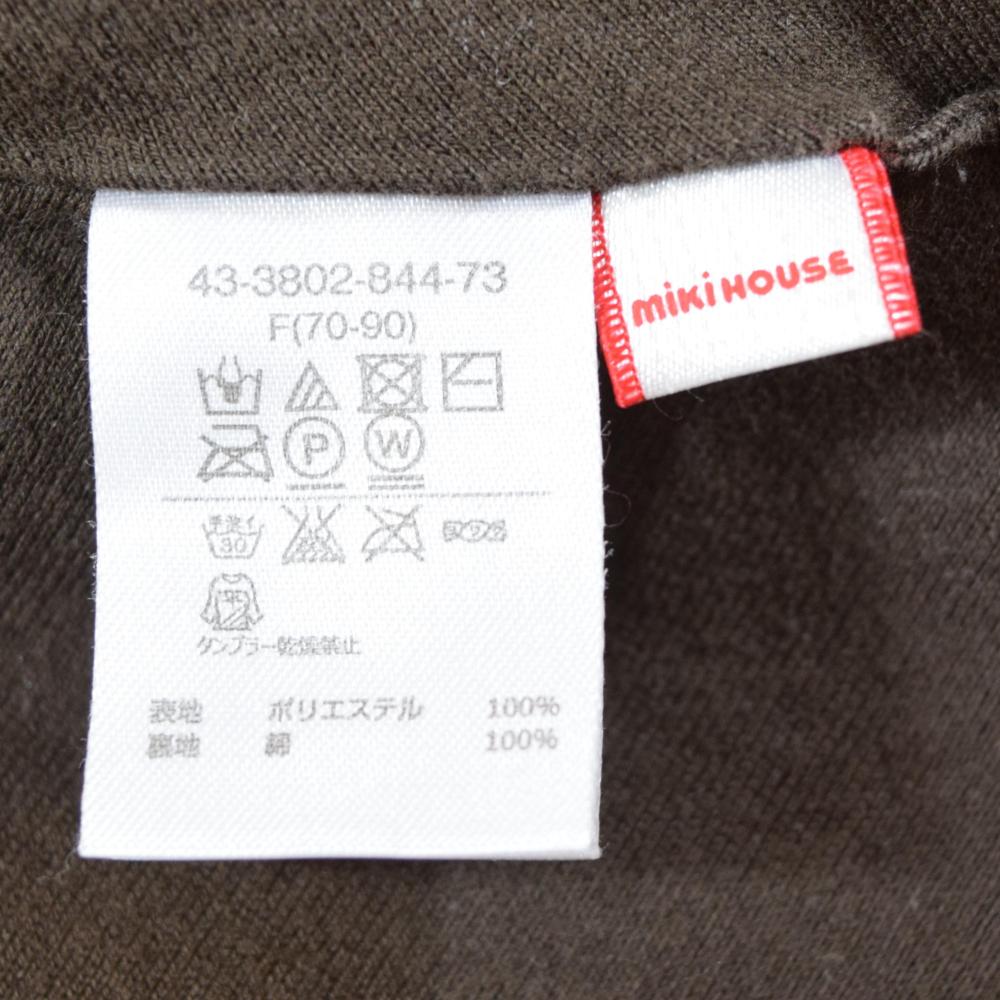 43-3802-844-73
F(70-90)
miKiHOUSE
P
W
手洗イ
30
平
タンブラー乾燥禁止
表地 ポリエステル 100%
裏地 綿 100%